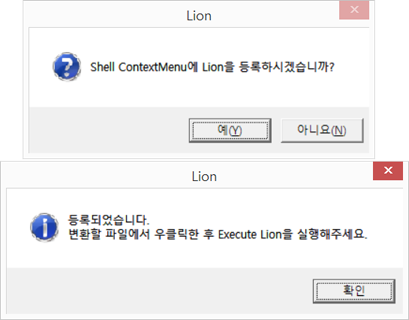 Lion
Shell ContextMenu에 Lion을 등록하시겠습니까?
예(Y)
아니요(N)
Lion
등록되었습니다.
변환할 파일에서 우클릭한 후 Execute Lion을 실행해주세요.
확인